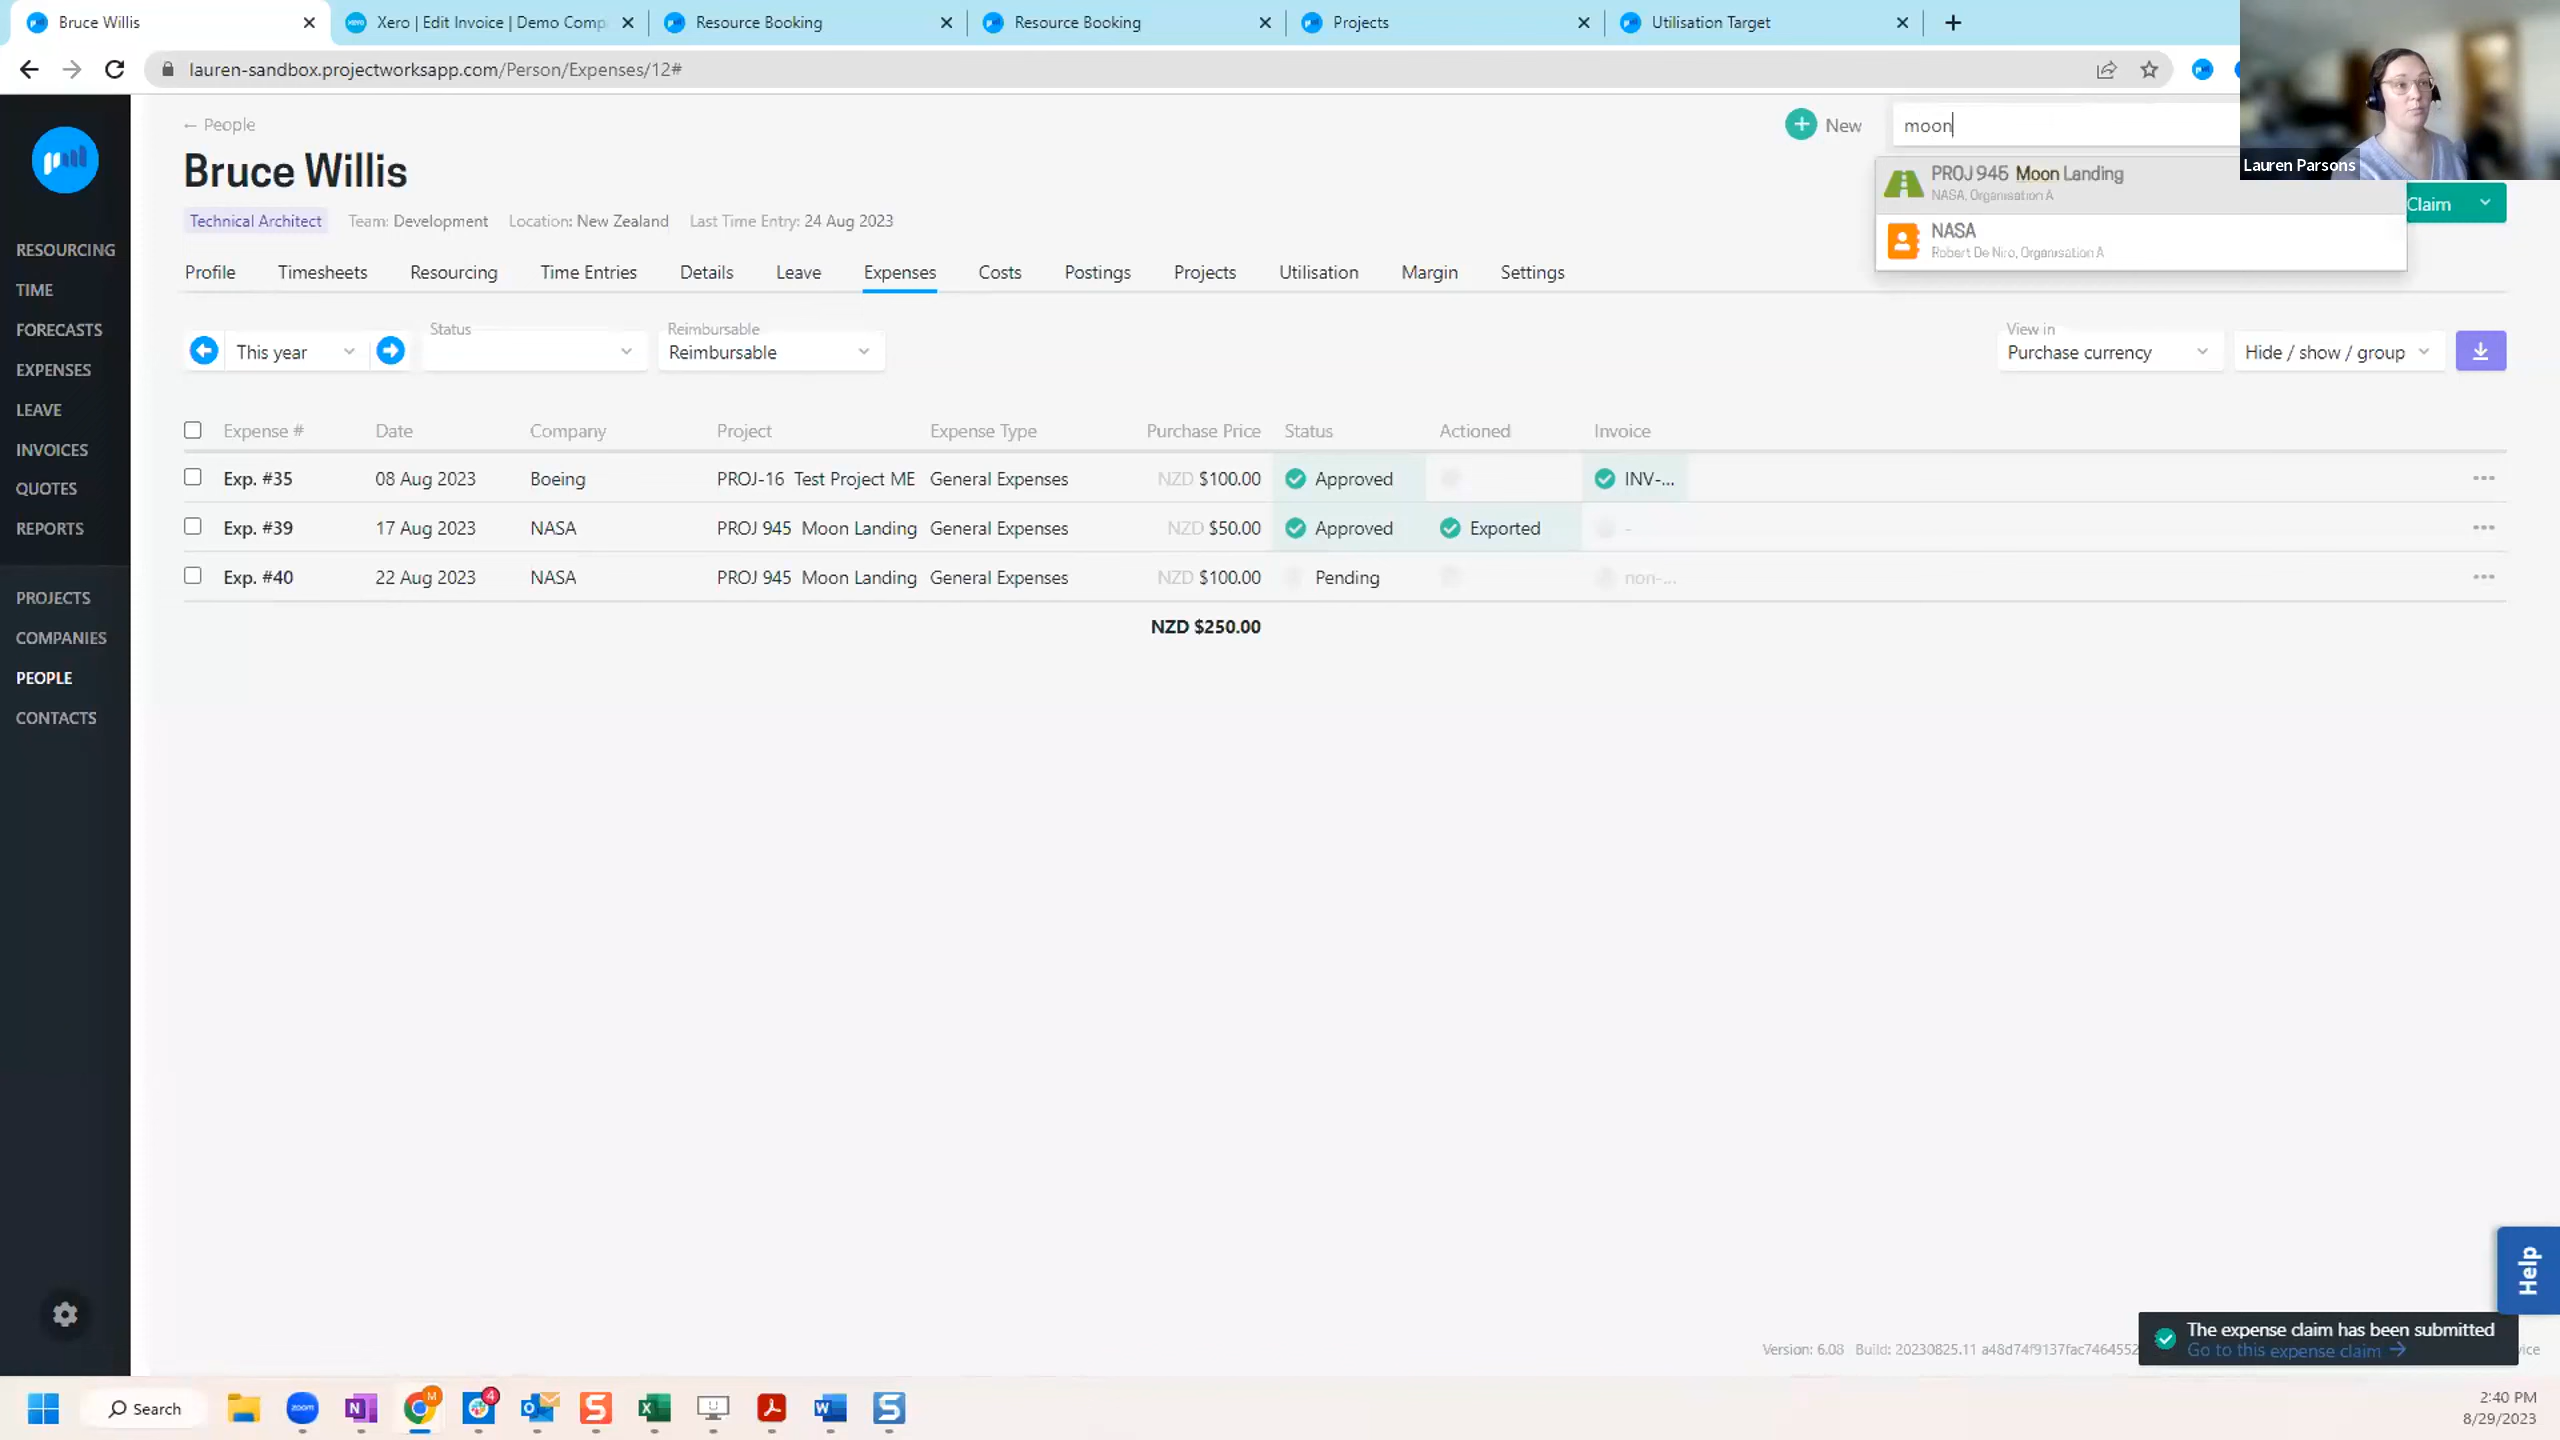 Bruce Willis
Xero | Edit Invoice | Demo Comp
Resource Booking
Resource Booking
Projects
Utilisation Target
lauren-sandbox.projectworksapp.com/Person/Expenses/12#
← People
New
moon
Bruce Willis
PROJ 945 Moon Landing
NASA, Organisation A
Lauren Parsons
Claim
Technical Architect Team: Development Location: New Zealand Last Time Entry: 24 Aug 2023
NASA
Robert De Niro, Organisation A
Profile Timesheets Resourcing Time Entries Details Leave Expenses Costs Postings Projects Utilisation Margin Settings
RESOURCING
TIME
FORECASTS
EXPENSES
LEAVE
INVOICES
QUOTES
REPORTS
PROJECTS
COMPANIES
PEOPLE
CONTACTS
This year
Status
Reimbursable
Reimbursable
View in
Purchase currency
Hide / show / group
Expense # Date Company Project Expense Type Purchase Price Status Actioned Invoice
Exp. #35 08 Aug 2023 Boeing PROJ-16 Test Project ME General Expenses NZD $100.00 Approved INV-...
Exp. #39 17 Aug 2023 NASA PROJ 945 Moon Landing General Expenses NZD $50.00 Approved Exported -
Exp. #40 22 Aug 2023 NASA PROJ 945 Moon Landing General Expenses NZD $100.00 Pending non-...
NZD $250.00
Help
The expense claim has been submitted
Go to this expense claim →
Version: 6.08 Build: 20230825.11 a48d74f9137fac7464552
vice
Search
zoom
M
4
2:40 PM
8/29/2023